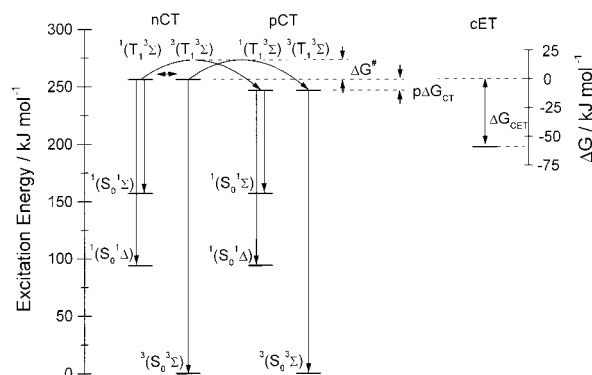 nCT pCT cET
¹(T₁³Σ) ³(T₁³Σ) ¹(T₁³Σ) ³(T₁³Σ)
ΔG#
pΔG_CT
ΔG_CET
¹(S₀¹Σ) ¹(S₀¹Σ)
¹(S₀¹Δ) ¹(S₀¹Δ)
³(S₀³Σ) ³(S₀³Σ)
Excitation Energy / kJ mol⁻¹
300
250
200
150
100
50
0
ΔG / kJ mol⁻¹
25
0
-25
-50
-75